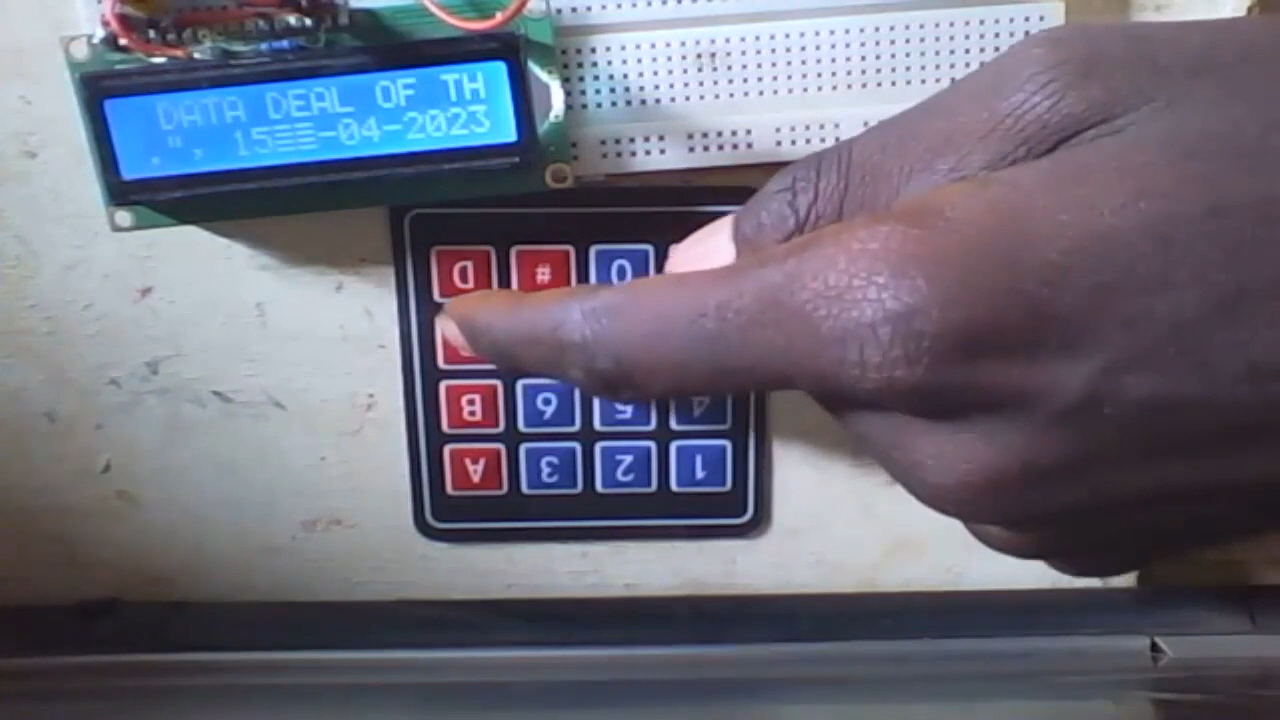 DATA DEAL OF TH
.", 15☰☰-04-2023
D # 0
B 6 5 4
A 3 2 1